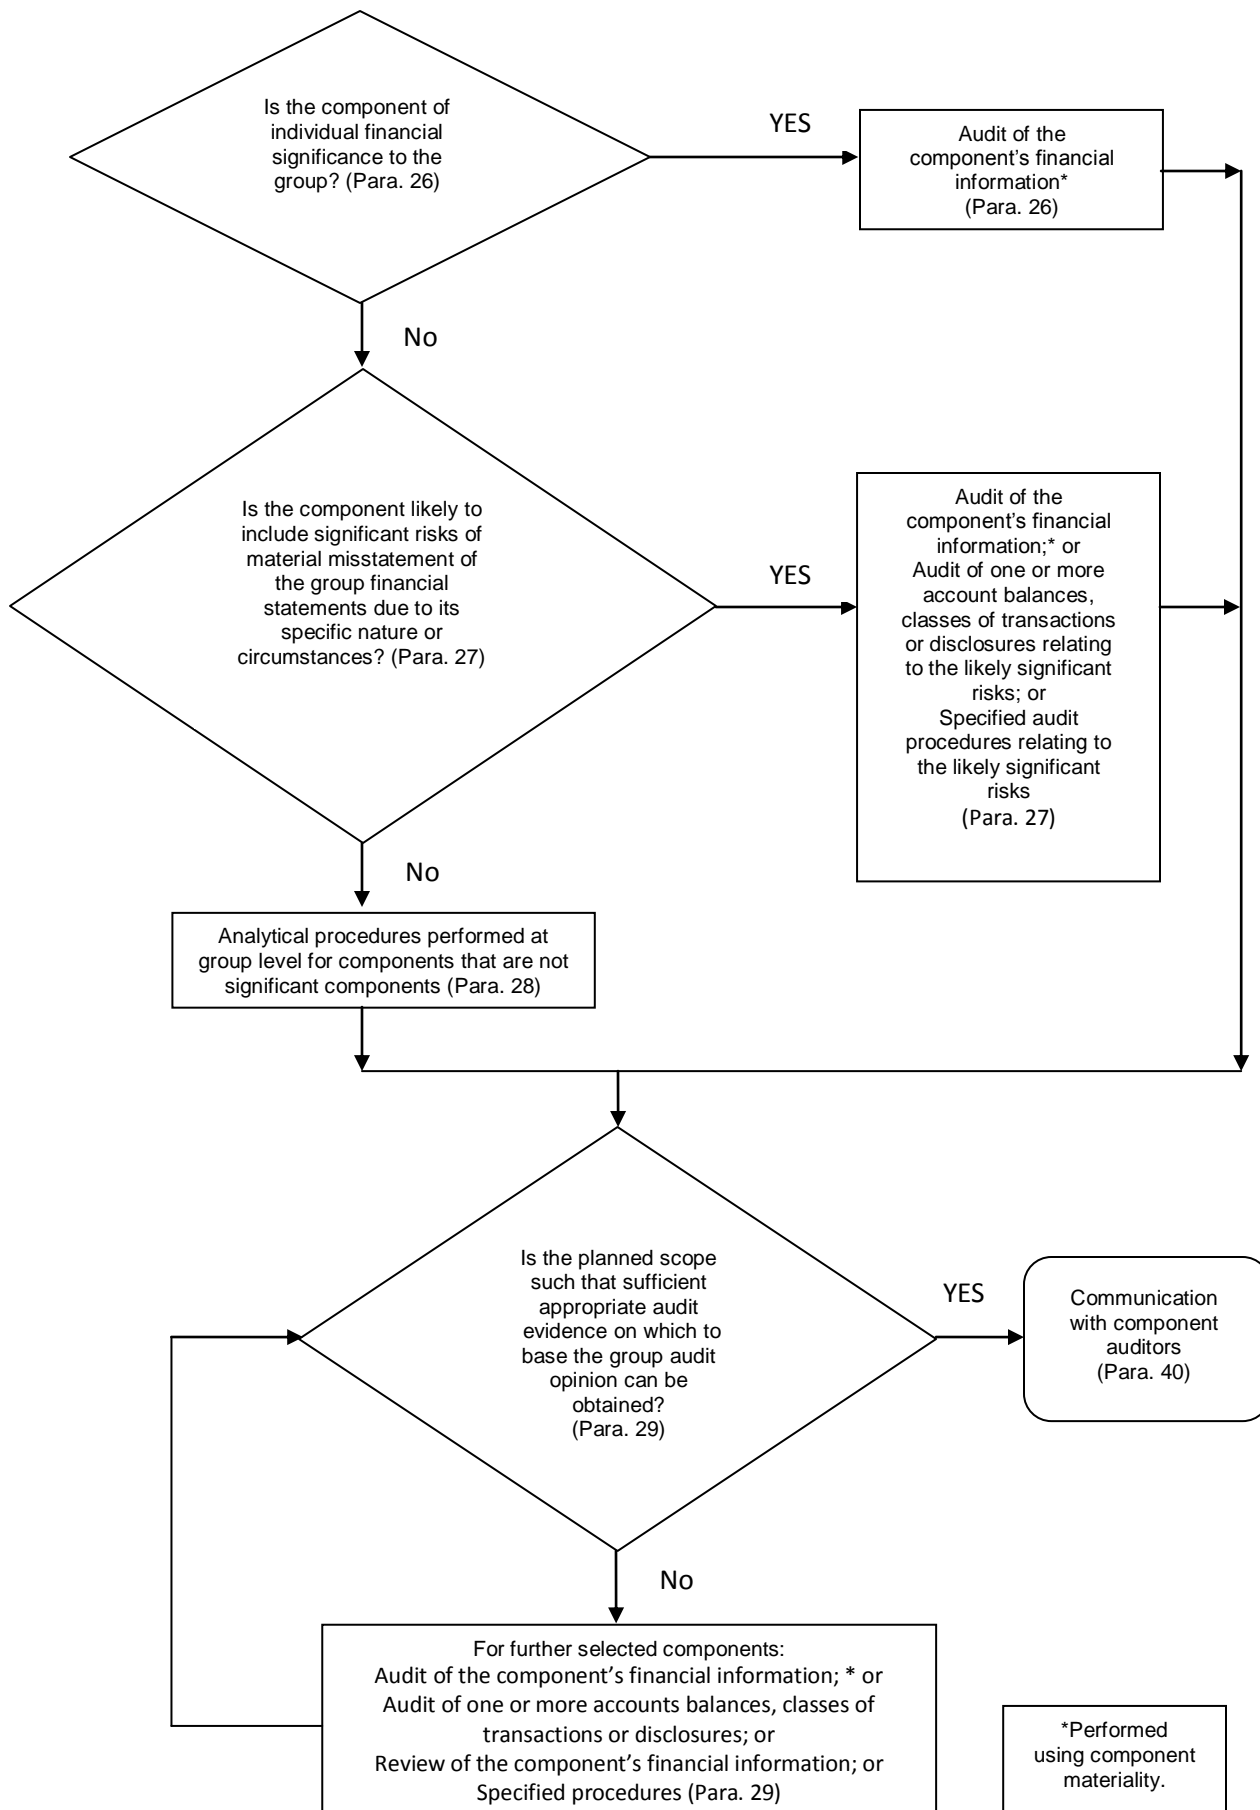 Is the component of
individual financial
significance to the
group? (Para. 26)
YES
Audit of the
component’s financial
information*
(Para. 26)
No
Is the component likely to
include significant risks of
material misstatement of
the group financial
statements due to its
specific nature or
circumstances? (Para. 27)
YES
Audit of the
component’s financial
information;* or
Audit of one or more
account balances,
classes of transactions
or disclosures relating
to the likely significant
risks; or
Specified audit
procedures relating to
the likely significant
risks
(Para. 27)
No
Analytical procedures performed at
group level for components that are not
significant components (Para. 28)
Is the planned scope
such that sufficient
appropriate audit
evidence on which to
base the group audit
opinion can be
obtained?
(Para. 29)
YES
Communication
with component
auditors
(Para. 40)
No
For further selected components:
Audit of the component’s financial information; * or
Audit of one or more accounts balances, classes of
transactions or disclosures; or
Review of the component’s financial information; or
Specified procedures (Para. 29)
*Performed
using component
materiality.